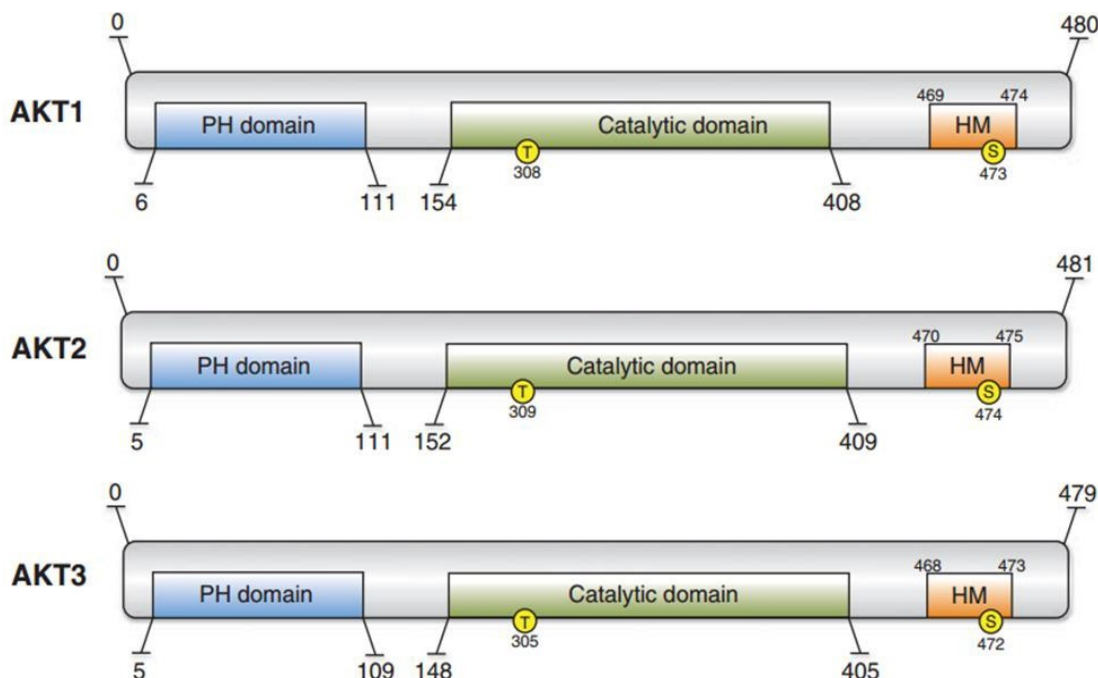 0 480
AKT1
469 474
PH domain Catalytic domain HM
T S
308 473
6 111 154 408
0 481
AKT2
470 475
PH domain Catalytic domain HM
T S
309 474
5 111 152 409
0 479
AKT3
468 473
PH domain Catalytic domain HM
T S
305 472
5 109 148 405